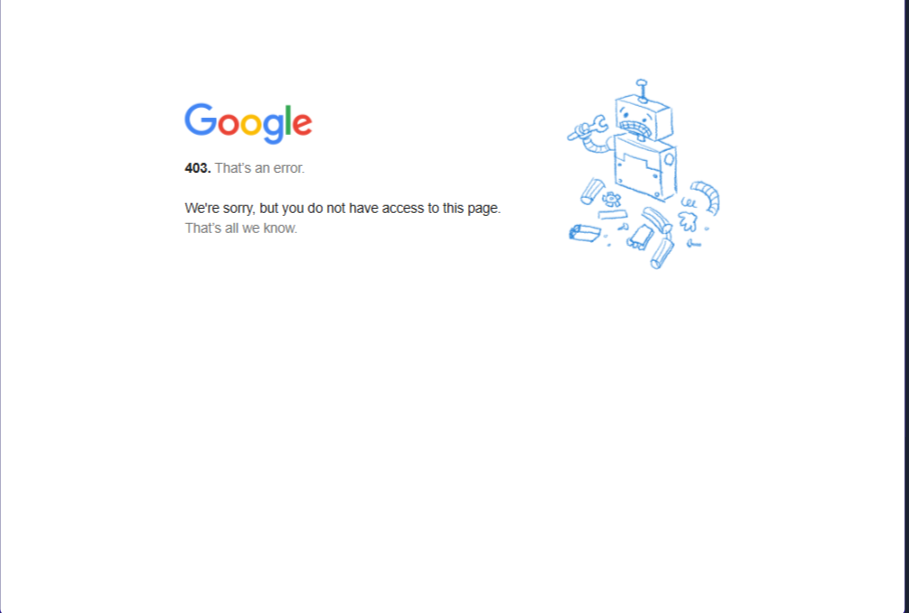 Google
403. That's an error.
We're sorry, but you do not have access to this page.
That's all we know.